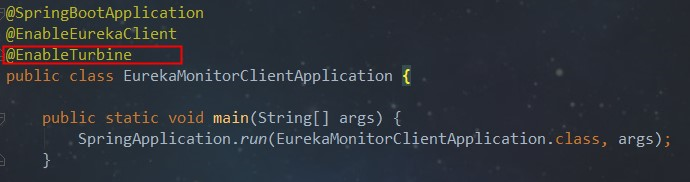 @SpringBootApplication
@EnableEurekaClient
@EnableTurbine
public class EurekaMonitorClientApplication {
public static void main(String[] args) {
SpringApplication.run(EurekaMonitorClientApplication.class, args);
}